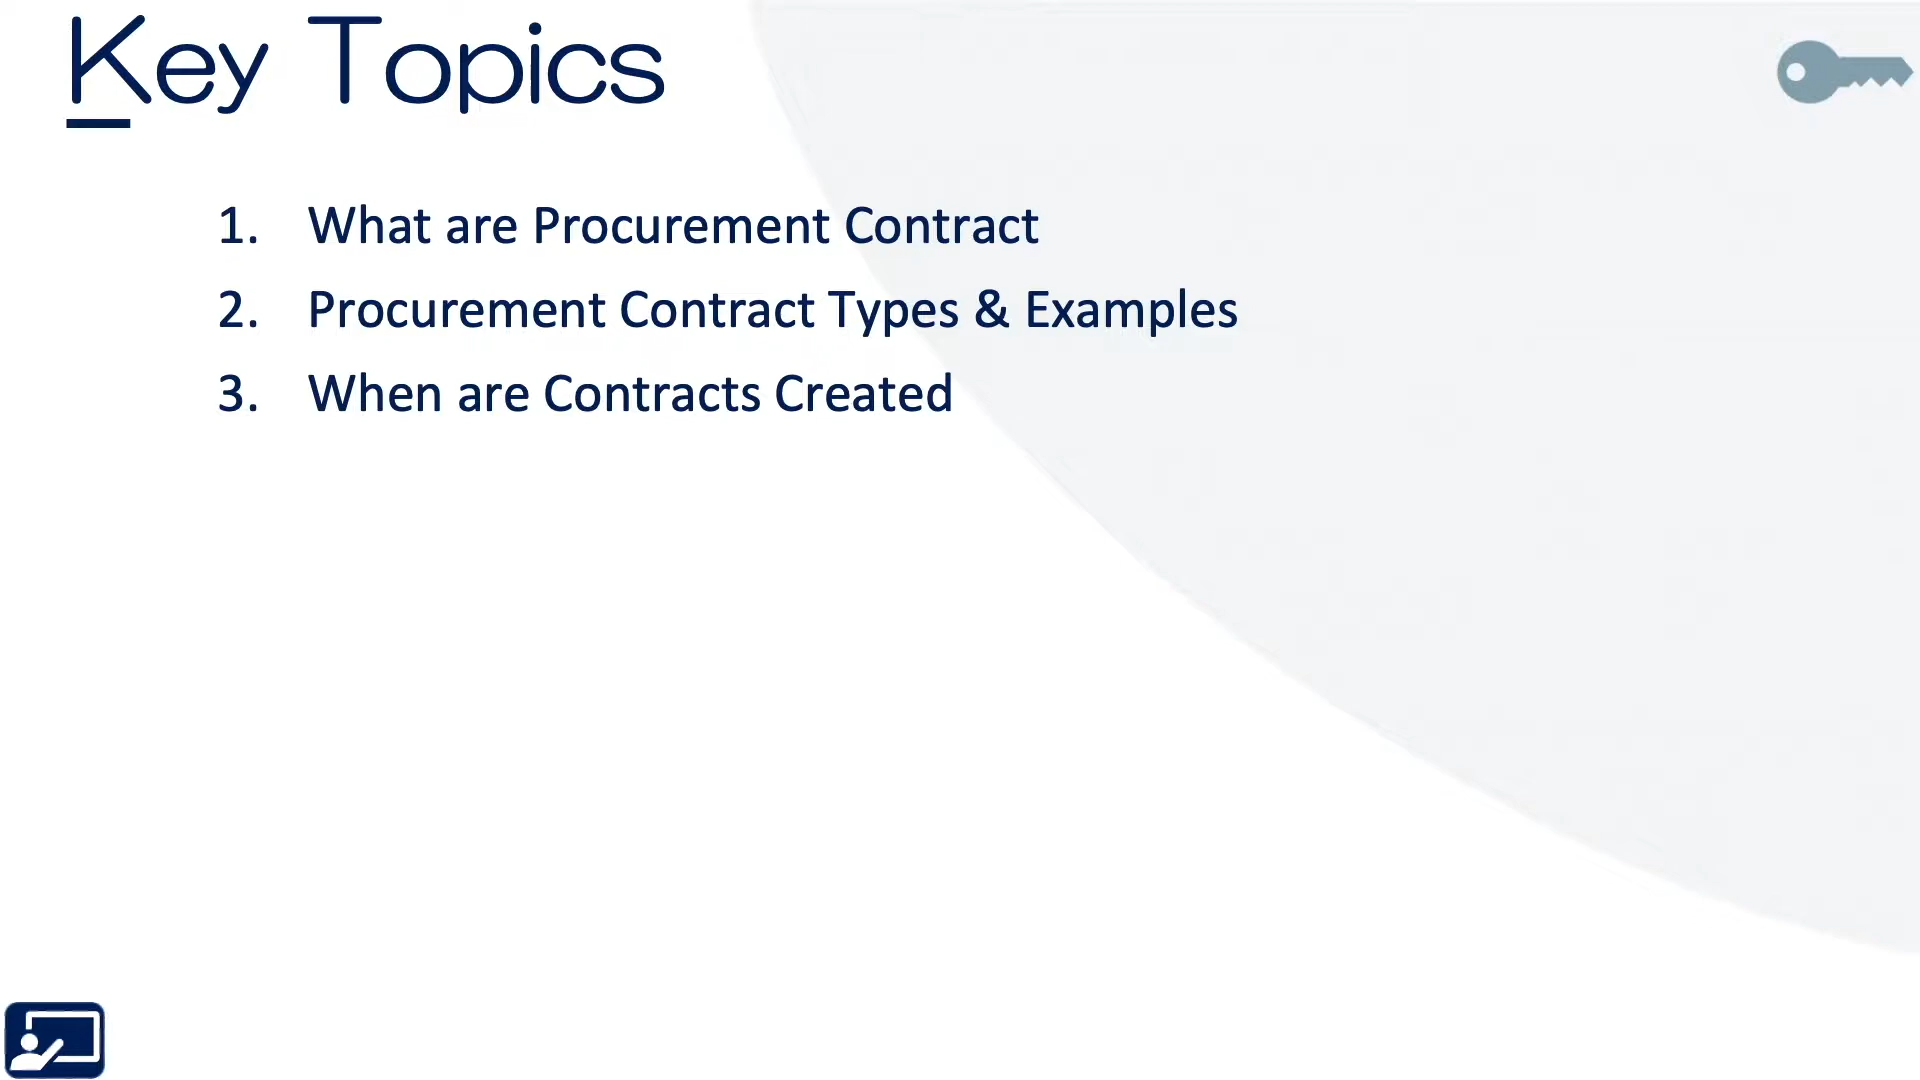 Key Topics
1. What are Procurement Contract
2. Procurement Contract Types & Examples
3. When are Contracts Created